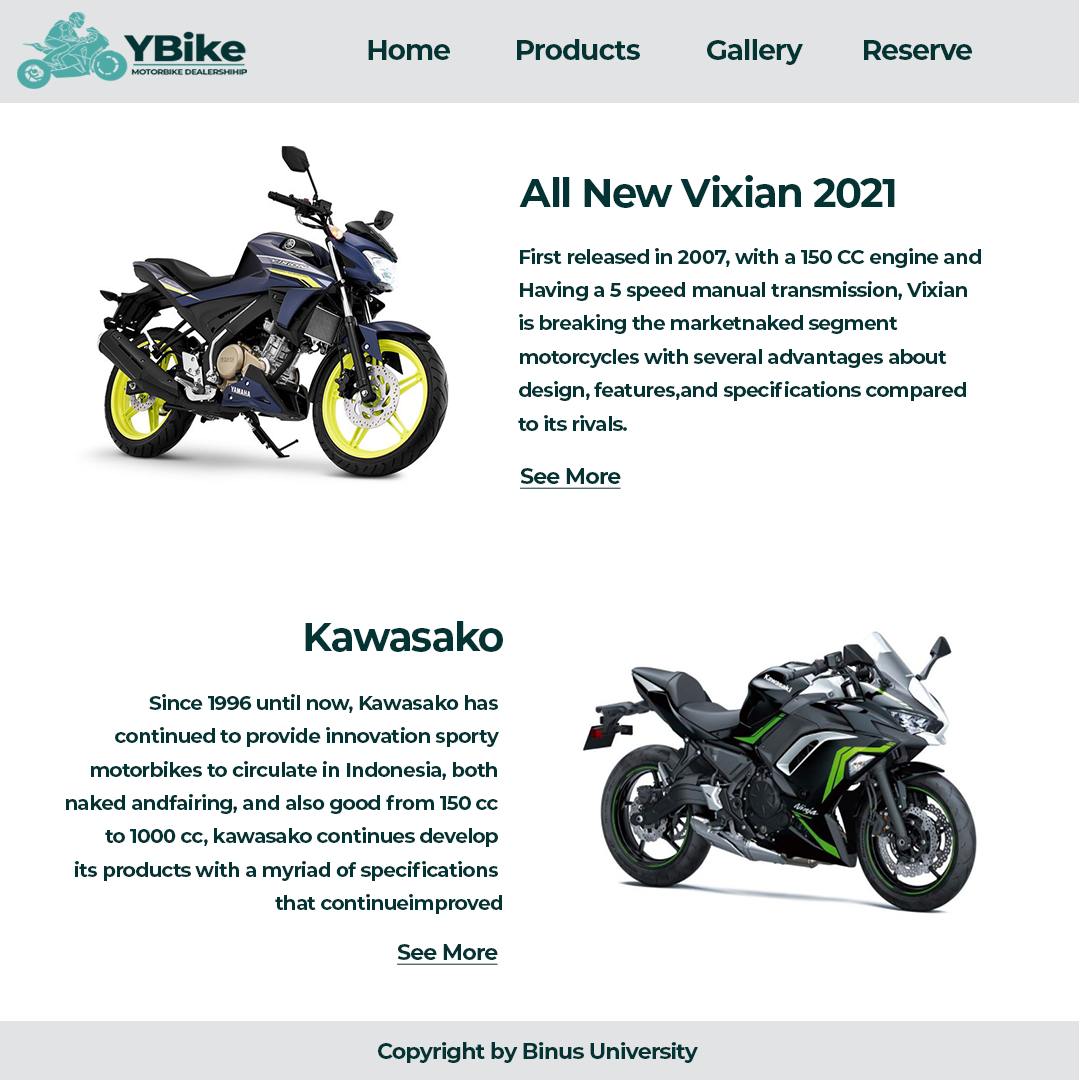 YBike
MOTORBIKE DEALERSHIHIP
Home Products Gallery Reserve
All New Vixian 2021
First released in 2007, with a 150 CC engine and
Having a 5 speed manual transmission, Vixian
is breaking the marketnaked segment
motorcycles with several advantages about
design, features,and specifications compared
to its rivals.
See More
YAMAHA
Kawasako
Since 1996 until now, Kawasako has
continued to provide innovation sporty
motorbikes to circulate in Indonesia, both
naked andfairing, and also good from 150 cc
to 1000 cc, kawasako continues develop
its products with a myriad of specifications
that continueimproved
See More
Kawasaki
Ninja
Copyright by Binus University